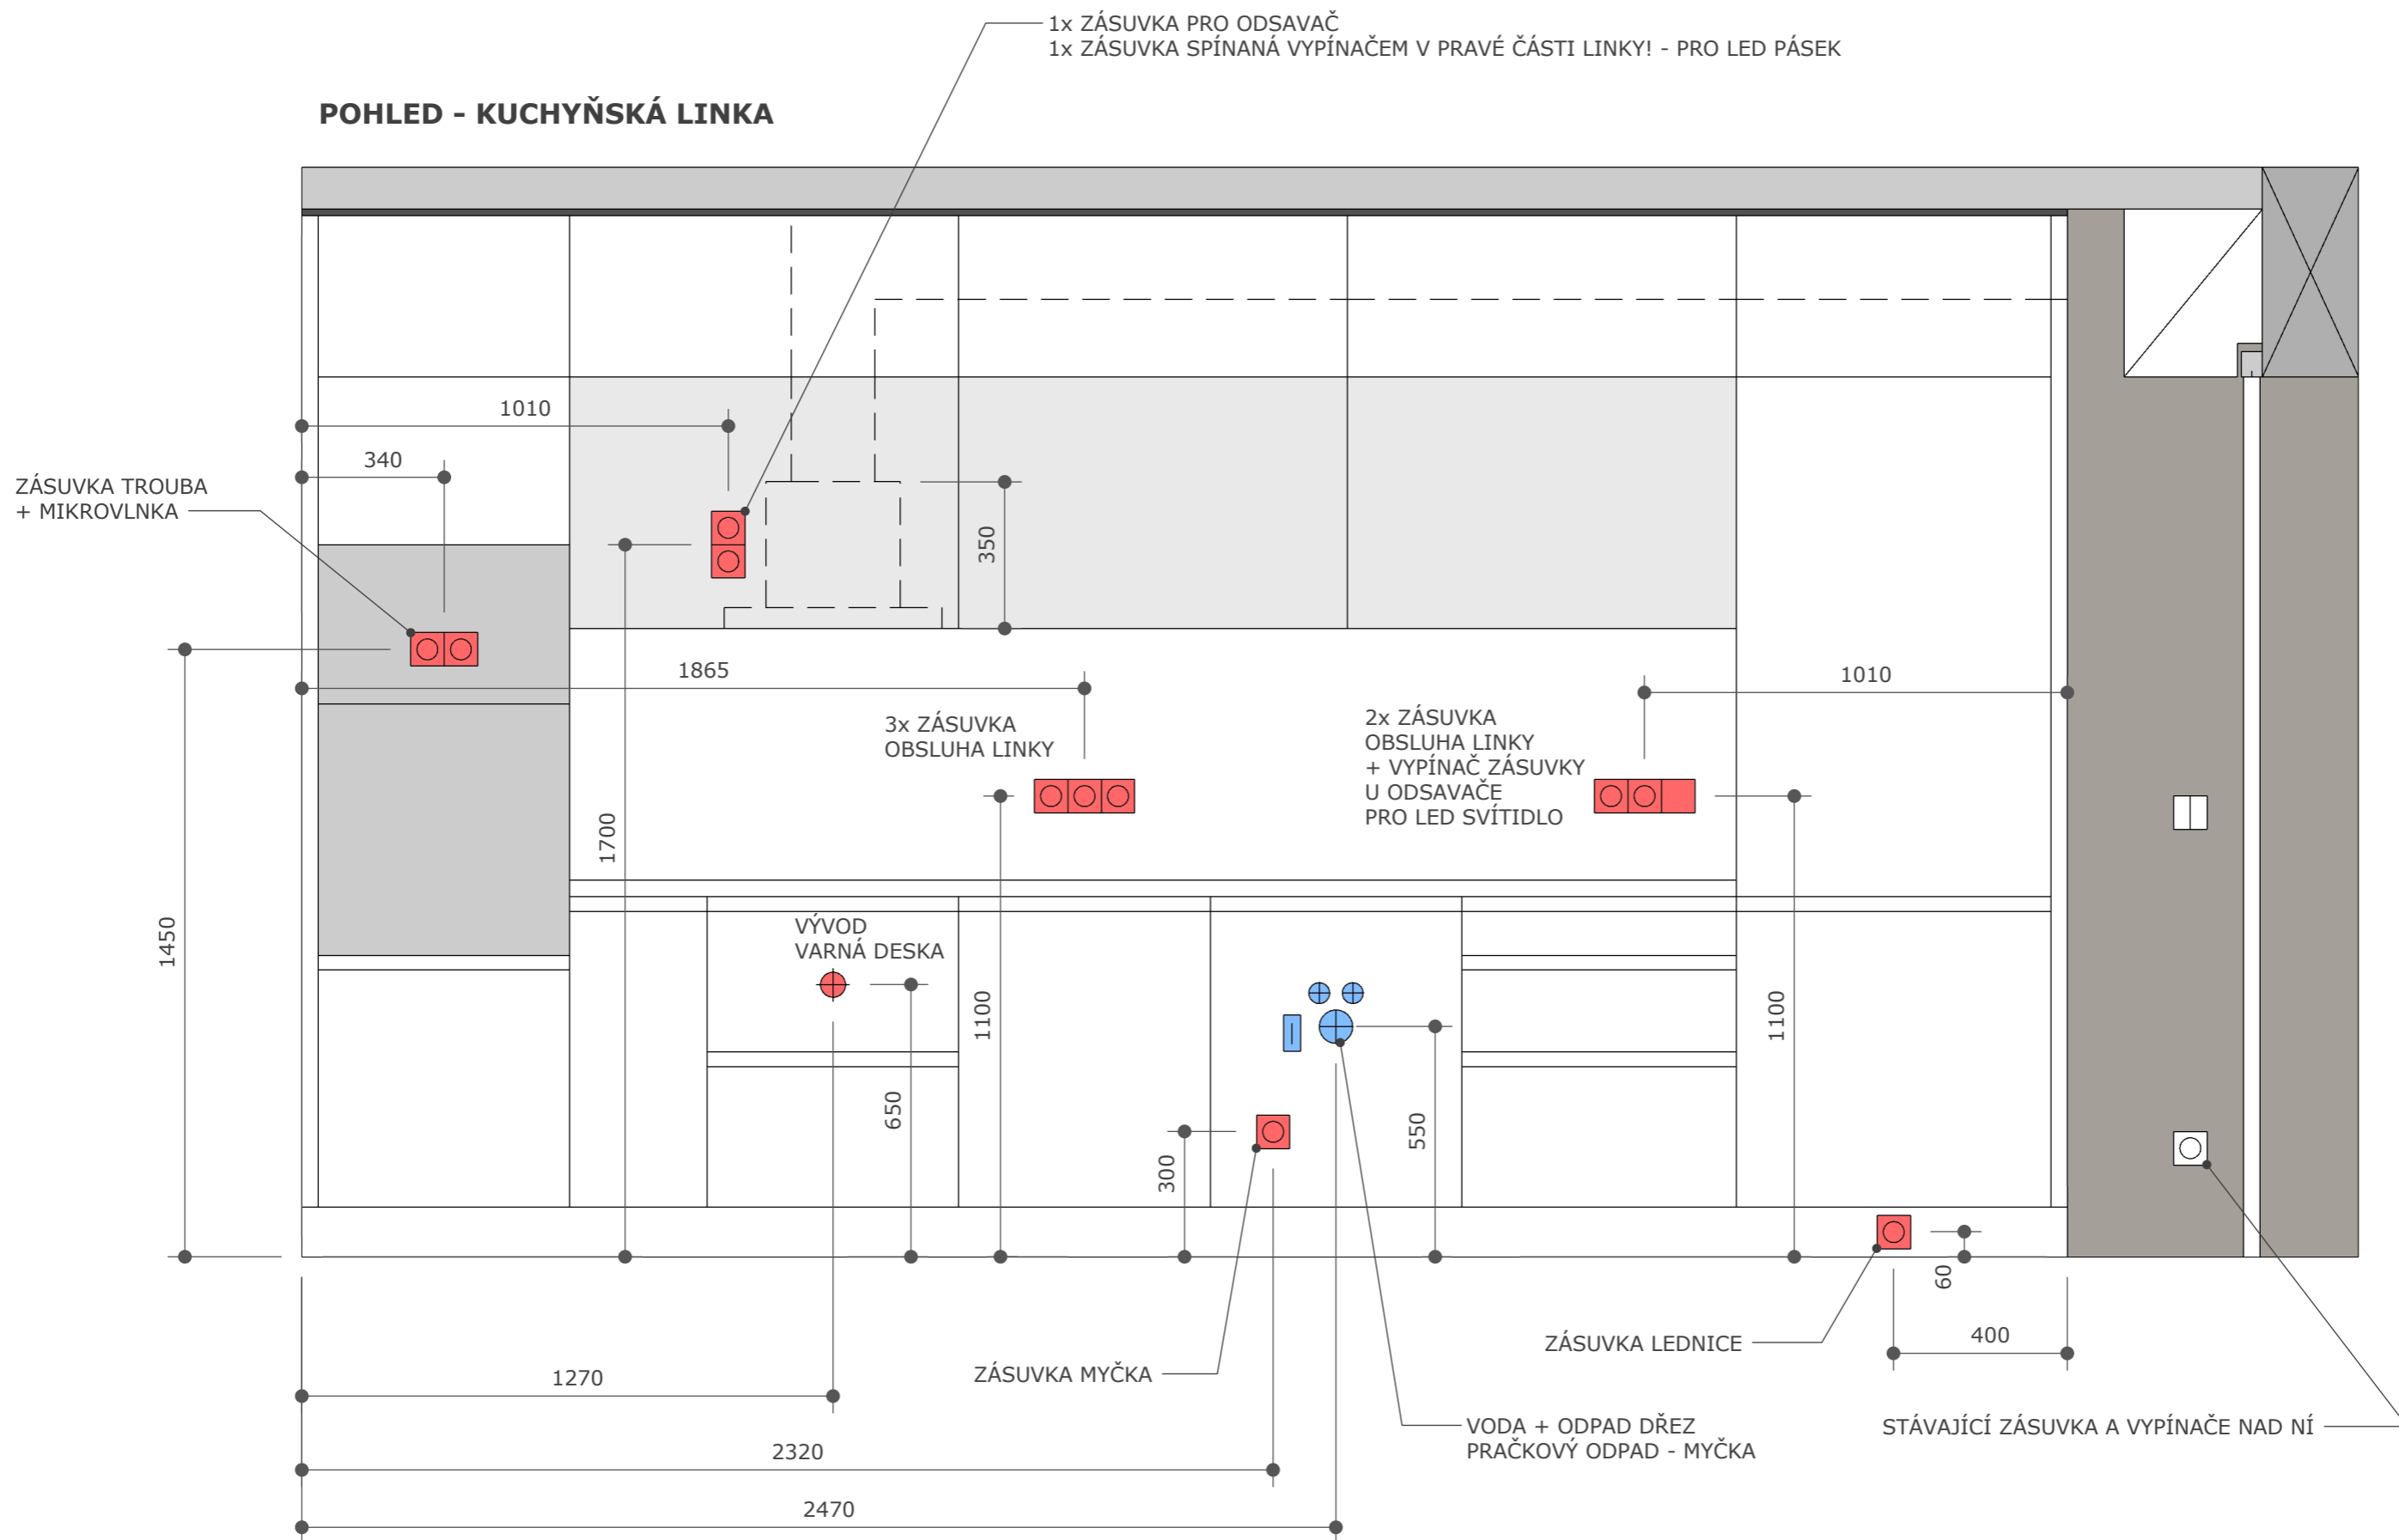 1x ZÁSUVKA PRO ODSAVAČ
1x ZÁSUVKA SPÍNANÁ VYPÍNAČEM V PRAVÉ ČÁSTI LINKY! - PRO LED PÁSEK
POHLED - KUCHYŇSKÁ LINKA
1010
340
ZÁSUVKA TROUBA
+ MIKROVLNKA
350
1865
1010
3x ZÁSUVKA
OBSLUHA LINKY
2x ZÁSUVKA
OBSLUHA LINKY
+ VYPÍNAČ ZÁSUVKY
U ODSAVAČE
PRO LED SVÍTIDLO
1700
1450
VÝVOD
VARNÁ DESKA
1100
1100
650
550
300
60
ZÁSUVKA LEDNICE
400
1270
ZÁSUVKA MYČKA
VODA + ODPAD DŘEZ
PRAČKOVÝ ODPAD - MYČKA
STÁVAJÍCÍ ZÁSUVKA A VYPÍNAČE NAD NÍ
2320
2470